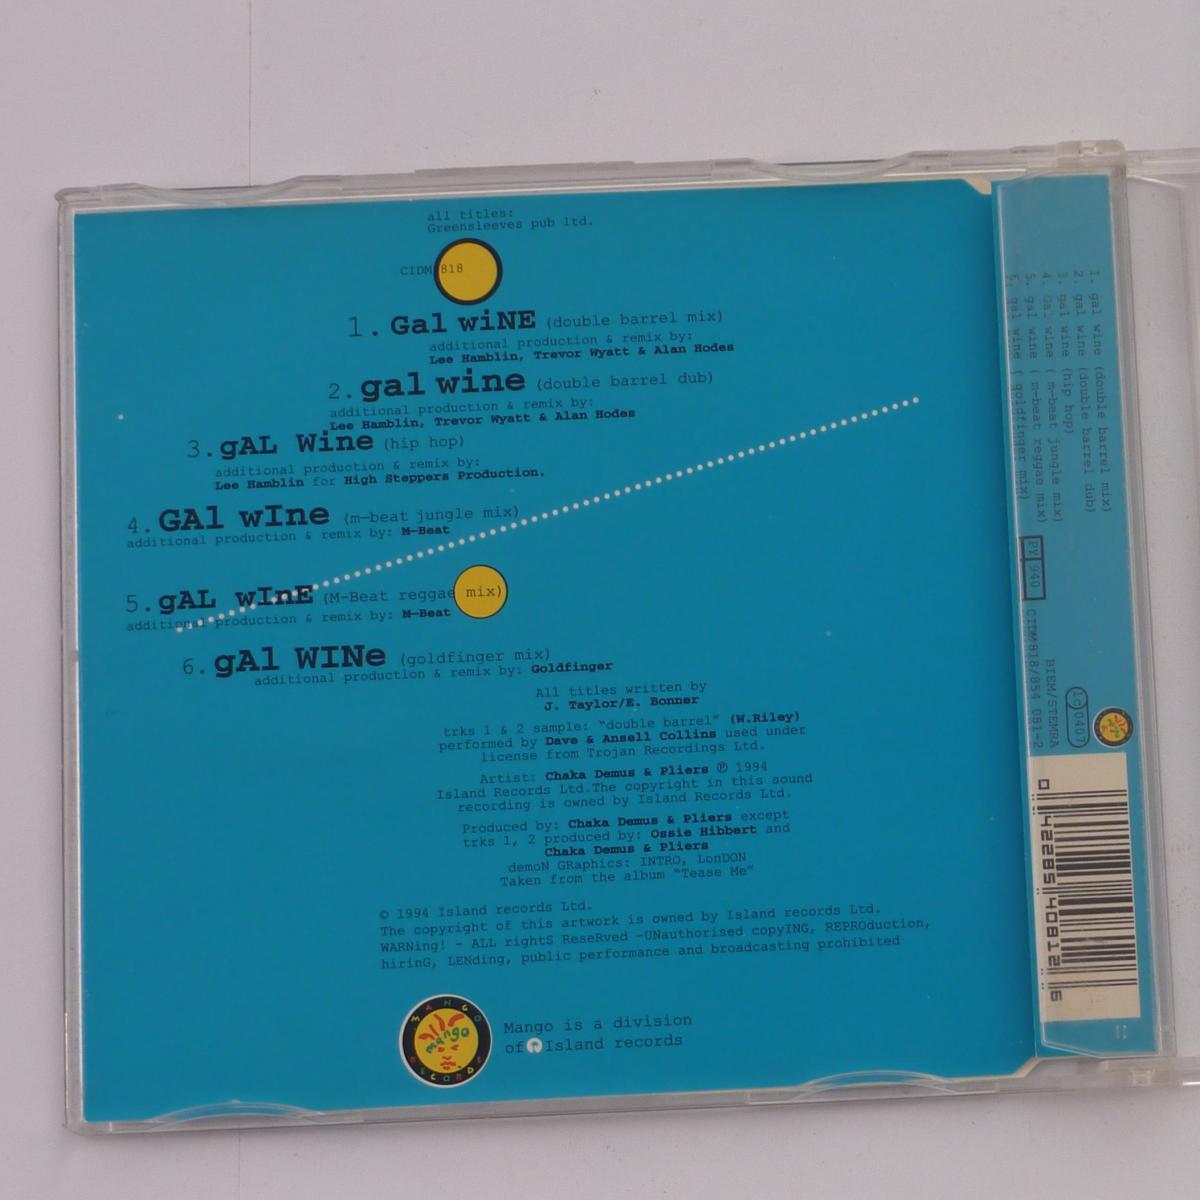 all titles:
Greensleeves pub ltd.
CIDM 818
1. Gal wiNE (double barrel mix)
additional production & remix by:
Lee Hamblin, Trevor Wyatt & Alan Hodes
2. gal wine (double barrel dub)
additional production & remix by:
Lee Hamblin, Trevor Wyatt & Alan Hodes
3. gAL Wine (hip hop)
additional production & remix by:
Lee Hamblin for High Steppers Production.
4. GAl wIne (m-beat jungle mix)
additional production & remix by: M-Beat
5. gAL wInE (M-Beat reggae mix)
additional production & remix by: M-Beat
6. gAl WINe (goldfinger mix)
additional production & remix by: Goldfinger
All titles written by
J. Taylor/E. Bonner
trks 1 & 2 sample: "double barrel" (W.Riley)
performed by Dave & Ansell Collins used under
license from Trojan Recordings Ltd.
Artist: Chaka Demus & Pliers ℗ 1994
Island Records Ltd.The copyright in this sound
recording is owned by Island Records Ltd.
Produced by: Chaka Demus & Pliers except
trks 1, 2 produced by: Ossie Hibbert and
Chaka Demus & Pliers
demoN GRaphics: INTRO, LonDON
Taken from the album "Tease Me"
© 1994 Island records Ltd.
The copyright of this artwork is owned by Island records Ltd.
WARNing! - ALL rightS ReseRved -UNauthorised copyING, REPROduction,
hirinG, LENding, public performance and broadcasting prohibited
MANGO
mango
RECORDS
Mango is a division
of Island records
1. gal wine (double barrel mix)
2. gal wine (double barrel dub)
3. gal wine (hip hop)
4. Gal wine ( m-beat jungle mix)
5. gal wine ( m-beat reggae mix)
6. gal wine ( goldfinger mix)
PY 940
CIDM818/854 081-2
BIEM/STEMRA
lc0407
0 42285 40812 6